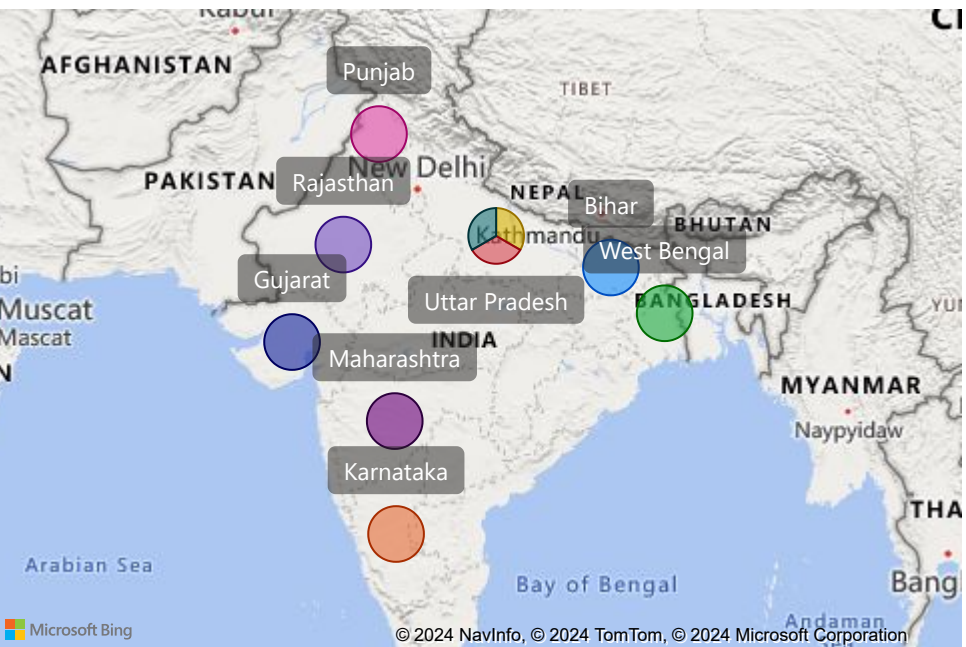 Kabul
AFGHANISTAN
Punjab
TIBET
New Delhi
PAKISTAN
Rajasthan
NEPAL
Bihar
BHUTAN
Kathmandu
West Bengal
Gujarat
Uttar Pradesh
BANGLADESH
Muscat
Mascat
INDIA
Maharashtra
MYANMAR
Naypyidaw
Karnataka
Arabian Sea
Bay of Bengal
Andaman
Microsoft Bing
© 2024 NavInfo, © 2024 TomTom, © 2024 Microsoft Corporation